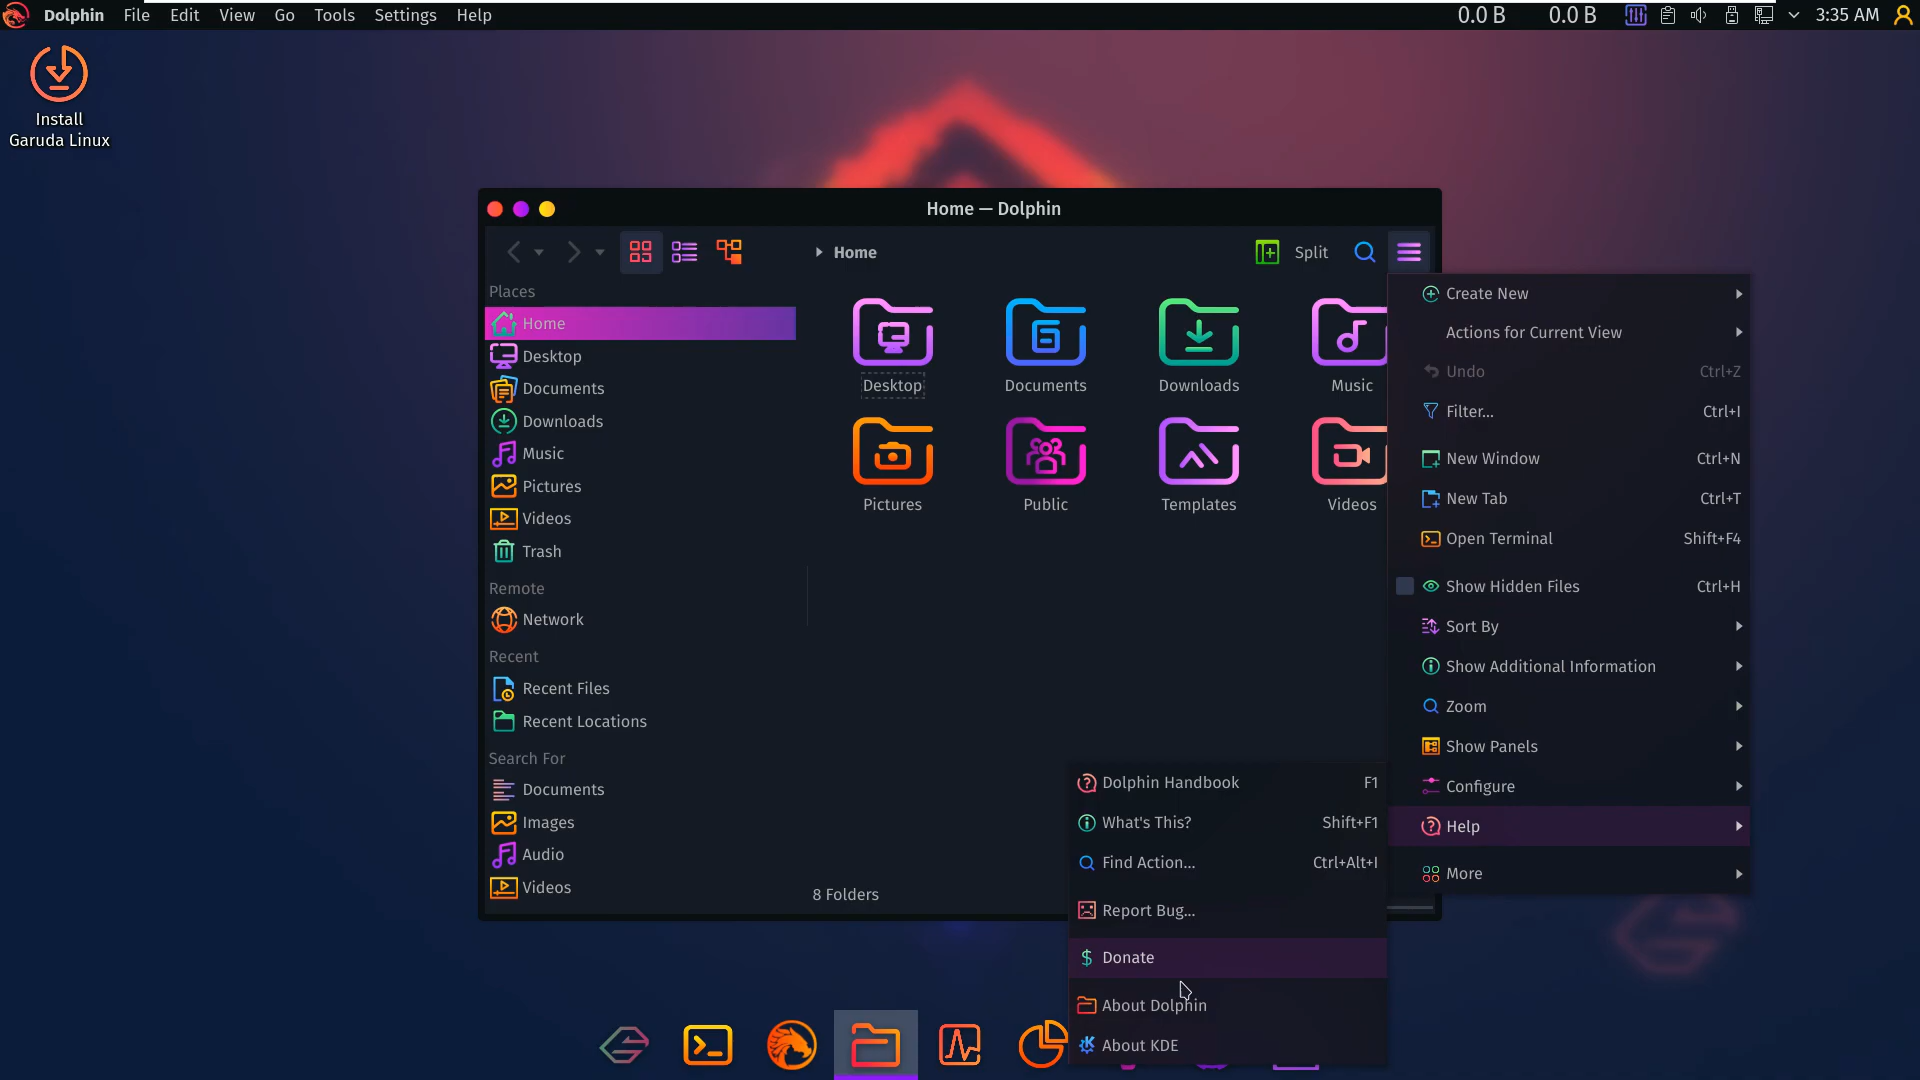 Dolphin File Edit View Go Tools Settings Help 0.0 B 0.0 B 3:35 AM
Install
Garuda Linux
Home — Dolphin
Home Split
Places
Home
Desktop
Documents
Downloads
Music
Pictures
Videos
Trash
Remote
Network
Recent
Recent Files
Recent Locations
Search For
Documents
Images
Audio
Videos
Desktop Documents Downloads Music
Pictures Public Templates Videos
8 Folders
Create New
Actions for Current View
Undo Ctrl+Z
Filter... Ctrl+I
New Window Ctrl+N
New Tab Ctrl+T
Open Terminal Shift+F4
Show Hidden Files Ctrl+H
Sort By
Show Additional Information
Zoom
Show Panels
Configure
Help
More
Dolphin Handbook F1
What's This? Shift+F1
Find Action... Ctrl+Alt+I
Report Bug...
Donate
About Dolphin
About KDE